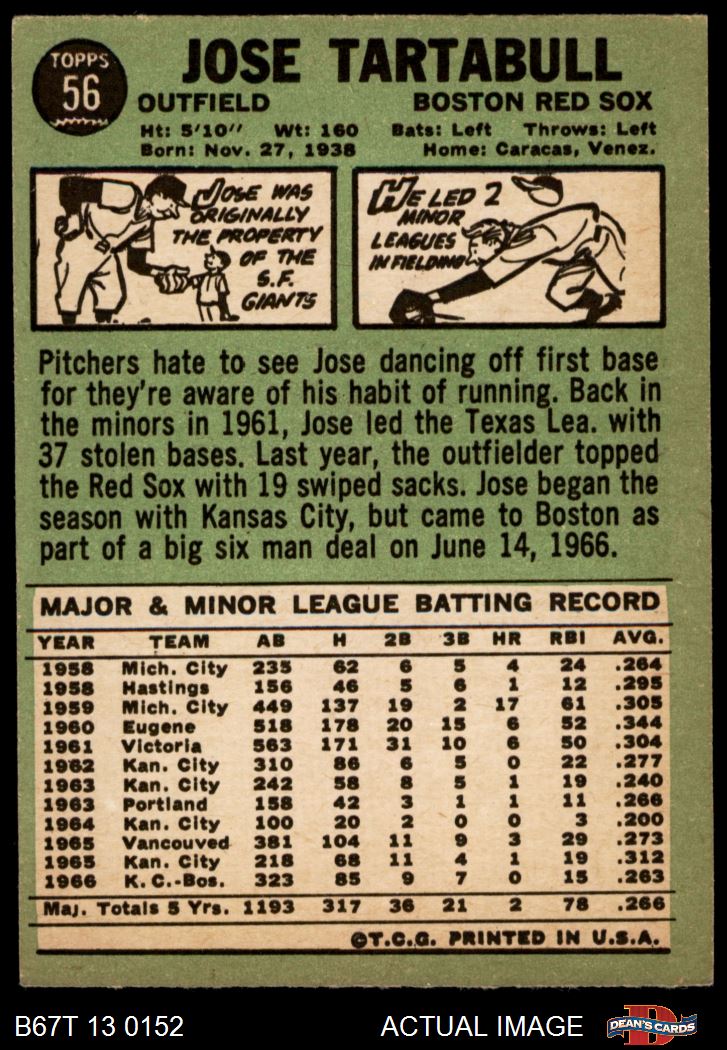 TOPPS
56
JOSE TARTABULL
OUTFIELD BOSTON RED SOX
Ht: 5'10" Wt: 160 Bats: Left Throws: Left
Born: Nov. 27, 1938 Home: Caracas, Venez.
JOSE WAS
ORIGINALLY
THE PROPERTY
OF THE
S.F.
GIANTS
HE LED 2
MINOR
LEAGUES
IN FIELDING
Pitchers hate to see Jose dancing off first base
for they're aware of his habit of running. Back in
the minors in 1961, Jose led the Texas Lea. with
37 stolen bases. Last year, the outfielder topped
the Red Sox with 19 swiped sacks. Jose began the
season with Kansas City, but came to Boston as
part of a big six man deal on June 14, 1966.
MAJOR & MINOR LEAGUE BATTING RECORD
YEAR TEAM AB H 2B 3B HR RBI AVG.
1958 Mich. City 235 62 6 5 4 24 .264
1958 Hastings 156 46 5 6 1 12 .295
1959 Mich. City 449 137 19 2 17 61 .305
1960 Eugene 518 178 20 15 6 52 .344
1961 Victoria 563 171 31 10 6 50 .304
1962 Kan. City 310 86 6 5 0 22 .277
1963 Kan. City 242 58 8 5 1 19 .240
1963 Portland 158 42 3 1 1 11 .266
1964 Kan. City 100 20 2 0 0 3 .200
1965 Vancouved 381 104 11 9 3 29 .273
1965 Kan. City 218 68 11 4 1 19 .312
1966 K.C.-Bos. 323 85 9 7 0 15 .263
Maj. Totals 5 Yrs. 1193 317 36 21 2 78 .266
©T.C.G. PRINTED IN U.S.A.
B67T 13 0152 ACTUAL IMAGE D DEAN'S CARDS